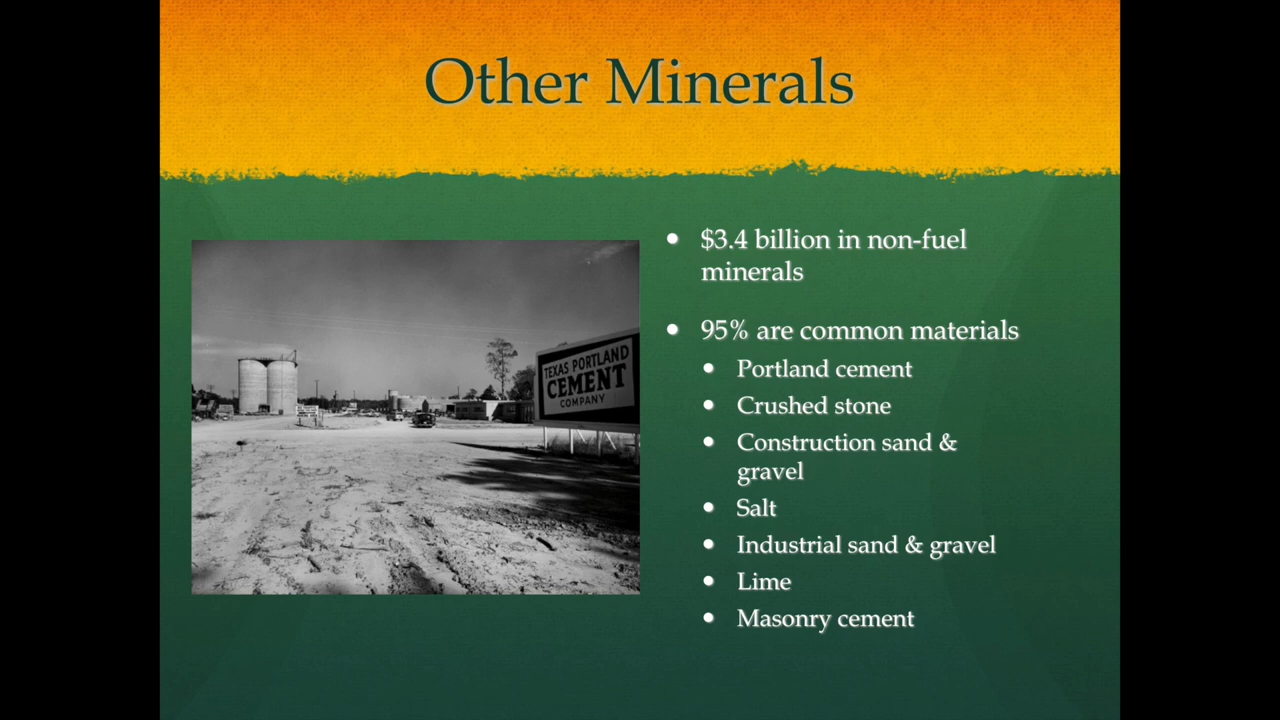 Other Minerals
TEXAS PORTLAND
CEMENT
COMPANY
• $3.4 billion in non-fuel
minerals
• 95% are common materials
• Portland cement
• Crushed stone
• Construction sand &
gravel
• Salt
• Industrial sand & gravel
• Lime
• Masonry cement